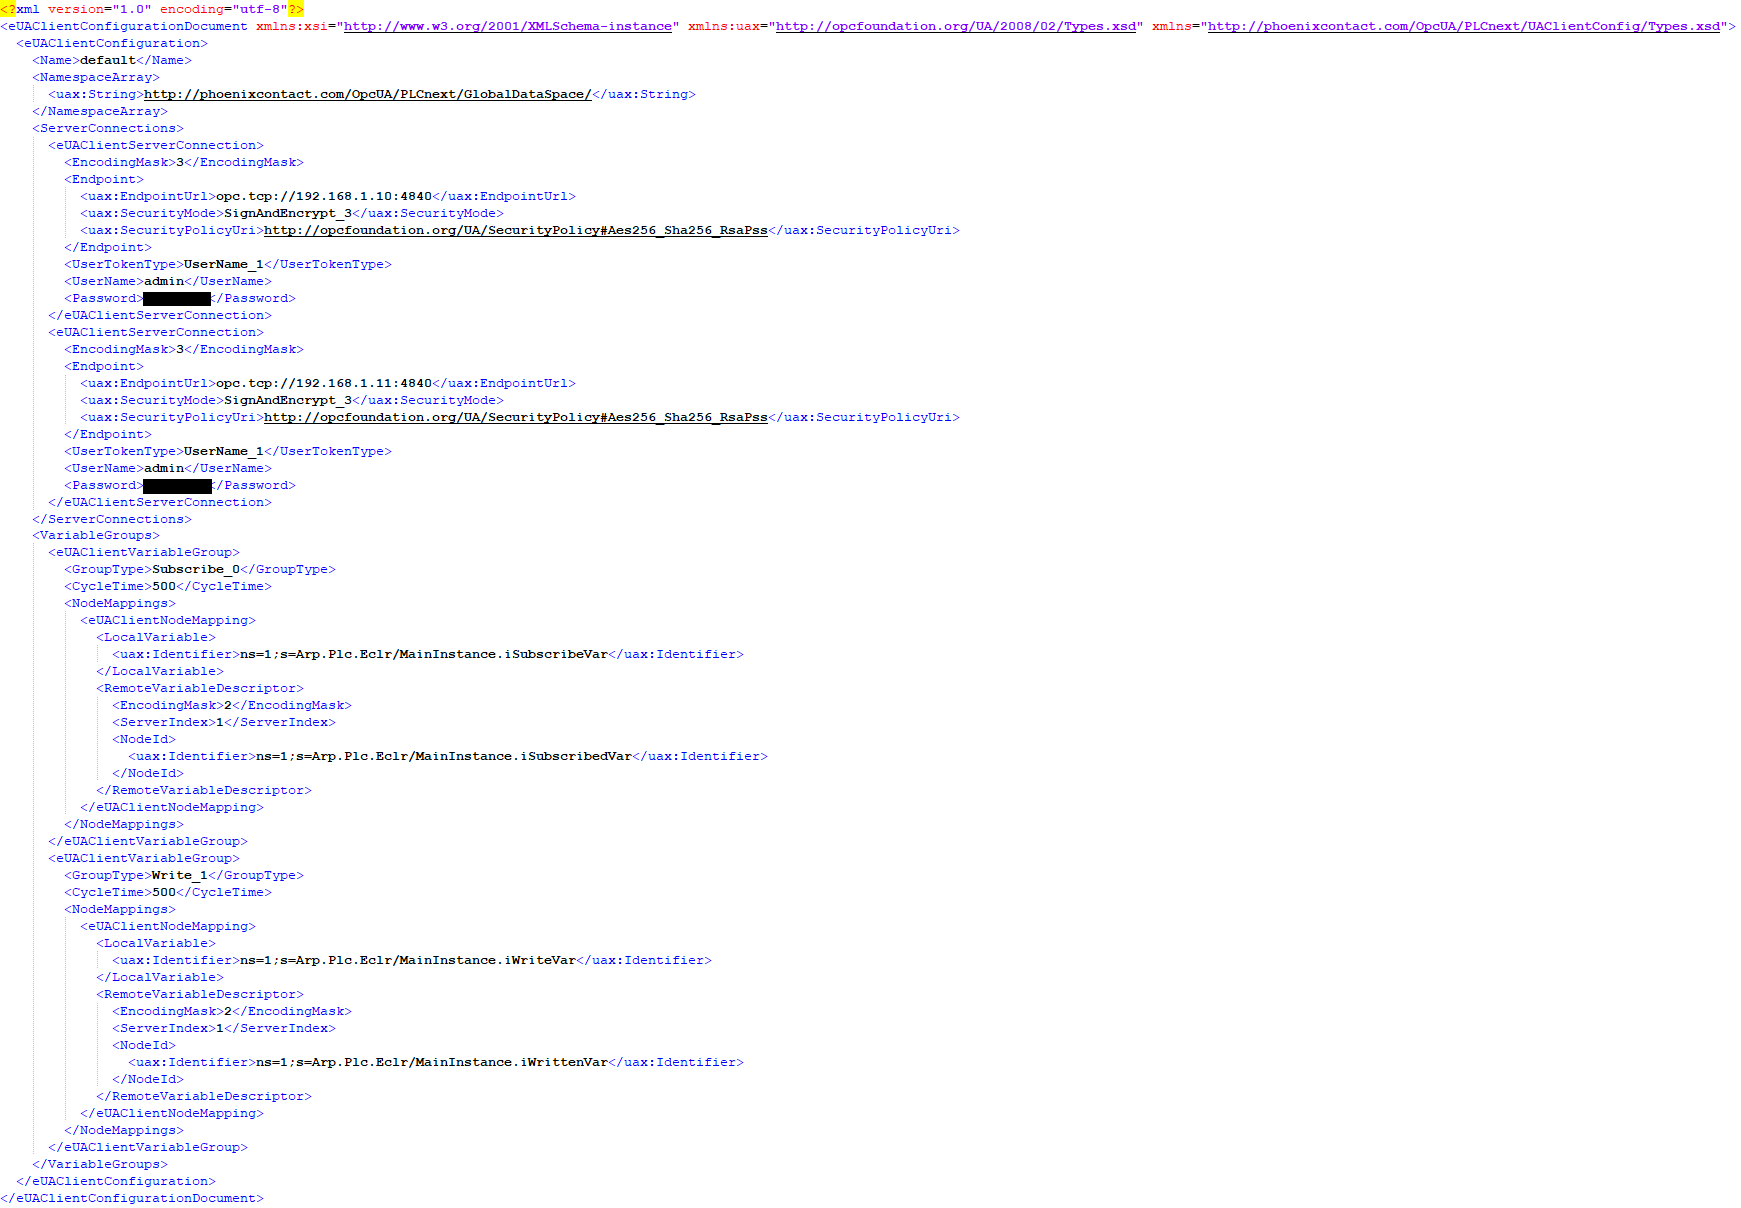 <?xml version="1.0" encoding="utf-8"?>
<eUAClientConfigurationDocument xmlns:xsi="http://www.w3.org/2001/XMLSchema-instance" xmlns:uax="http://opcfoundation.org/UA/2008/02/Types.xsd" xmlns="http://phoenixcontact.com/OpcUA/PLCnext/UAClientConfig/Types.xsd">
<eUAClientConfiguration>
<Name>default</Name>
<NamespaceArray>
<uax:String>http://phoenixcontact.com/OpcUA/PLCnext/GlobalDataSpace/</uax:String>
</NamespaceArray>
<ServerConnections>
<eUAClientServerConnection>
<EncodingMask>3</EncodingMask>
<Endpoint>
<uax:EndpointUrl>opc.tcp://192.168.1.10:4840</uax:EndpointUrl>
<uax:SecurityMode>SignAndEncrypt_3</uax:SecurityMode>
<uax:SecurityPolicyUri>http://opcfoundation.org/UA/SecurityPolicy#Aes256_Sha256_RsaPss</uax:SecurityPolicyUri>
</Endpoint>
<UserTokenType>UserName_1</UserTokenType>
<UserName>admin</UserName>
<Password></Password>
</eUAClientServerConnection>
<eUAClientServerConnection>
<EncodingMask>3</EncodingMask>
<Endpoint>
<uax:EndpointUrl>opc.tcp://192.168.1.11:4840</uax:EndpointUrl>
<uax:SecurityMode>SignAndEncrypt_3</uax:SecurityMode>
<uax:SecurityPolicyUri>http://opcfoundation.org/UA/SecurityPolicy#Aes256_Sha256_RsaPss</uax:SecurityPolicyUri>
</Endpoint>
<UserTokenType>UserName_1</UserTokenType>
<UserName>admin</UserName>
<Password></Password>
</eUAClientServerConnection>
</ServerConnections>
<VariableGroups>
<eUAClientVariableGroup>
<GroupType>Subscribe_0</GroupType>
<CycleTime>500</CycleTime>
<NodeMappings>
<eUAClientNodeMapping>
<LocalVariable>
<uax:Identifier>ns=1;s=Arp.Plc.Eclr/MainInstance.iSubscribeVar</uax:Identifier>
</LocalVariable>
<RemoteVariableDescriptor>
<EncodingMask>2</EncodingMask>
<ServerIndex>1</ServerIndex>
<NodeId>
<uax:Identifier>ns=1;s=Arp.Plc.Eclr/MainInstance.iSubscribedVar</uax:Identifier>
</NodeId>
</RemoteVariableDescriptor>
</eUAClientNodeMapping>
</NodeMappings>
</eUAClientVariableGroup>
<eUAClientVariableGroup>
<GroupType>Write_1</GroupType>
<CycleTime>500</CycleTime>
<NodeMappings>
<eUAClientNodeMapping>
<LocalVariable>
<uax:Identifier>ns=1;s=Arp.Plc.Eclr/MainInstance.iWriteVar</uax:Identifier>
</LocalVariable>
<RemoteVariableDescriptor>
<EncodingMask>2</EncodingMask>
<ServerIndex>1</ServerIndex>
<NodeId>
<uax:Identifier>ns=1;s=Arp.Plc.Eclr/MainInstance.iWrittenVar</uax:Identifier>
</NodeId>
</RemoteVariableDescriptor>
</eUAClientNodeMapping>
</NodeMappings>
</eUAClientVariableGroup>
</VariableGroups>
</eUAClientConfiguration>
</eUAClientConfigurationDocument>